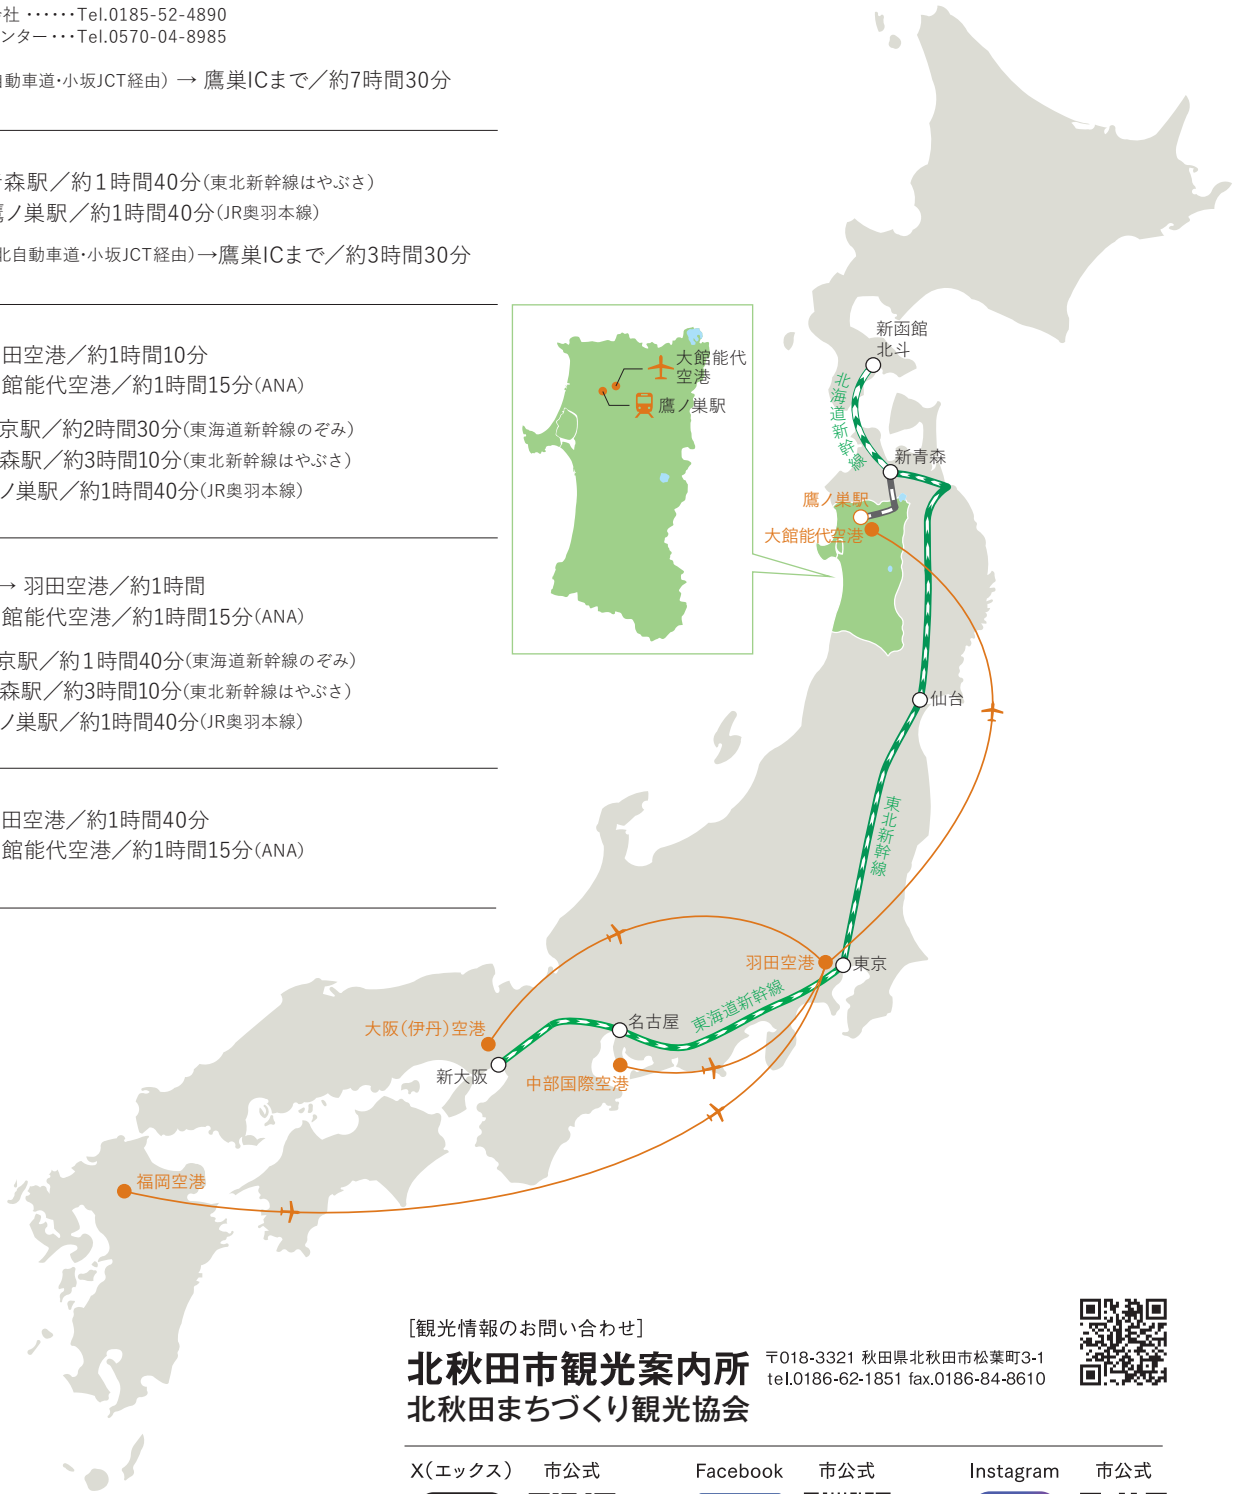 社 ‥‥‥Tel.0185-52-4890
ンター‥･Tel.0570-04-8985
動車道・小坂JCT経由) → 鷹巣ICまで／約7時間30分
森駅／約1時間40分(東北新幹線はやぶさ)
鷹ノ巣駅／約1時間40分(JR奥羽本線)
北自動車道・小坂JCT経由)→鷹巣ICまで／約3時間30分
田空港／約1時間10分
館能代空港／約1時間15分(ANA)
京駅／約2時間30分(東海道新幹線のぞみ)
森駅／約3時間10分(東北新幹線はやぶさ)
ノ巣駅／約1時間40分(JR奥羽本線)
→ 羽田空港／約1時間
館能代空港／約1時間15分(ANA)
京駅／約1時間40分(東海道新幹線のぞみ)
森駅／約3時間10分(東北新幹線はやぶさ)
ノ巣駅／約1時間40分(JR奥羽本線)
田空港／約1時間40分
館能代空港／約1時間15分(ANA)
大館能代
空港
鷹ノ巣駅
新函館
北斗
北海道新幹線
新青森
鷹ノ巣駅
大館能代空港
仙台
東北新幹線
羽田空港
東京
東海道新幹線
名古屋
大阪(伊丹)空港
新大阪
中部国際空港
福岡空港
[観光情報のお問い合わせ]
北秋田市観光案内所
〒018-3321 秋田県北秋田市松葉町3-1
tel.0186-62-1851 fax.0186-84-8610
北秋田まちづくり観光協会
X(エックス) 市公式 Facebook 市公式 Instagram 市公式